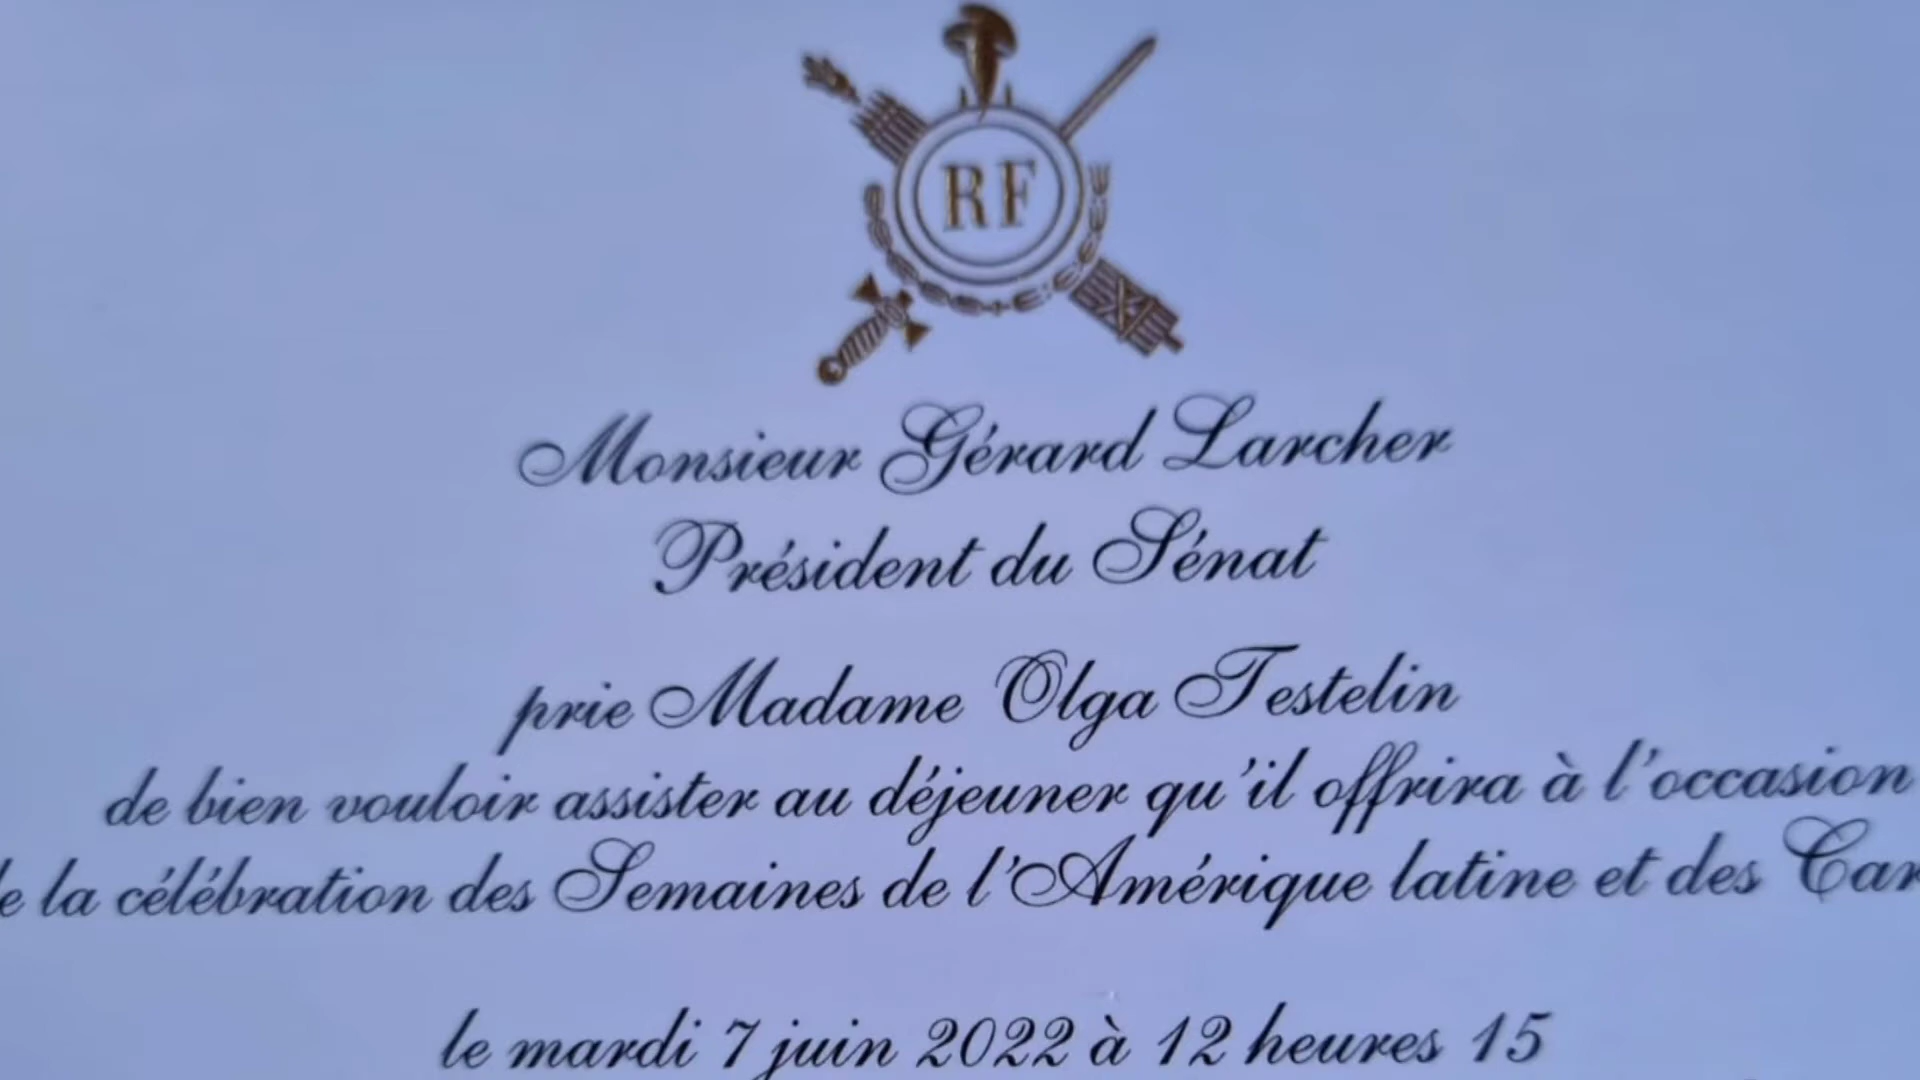 RF
Monsieur Gérard Larcher
Président du Sénat
prie Madame Olga Testelin
de bien vouloir assister au déjeuner qu'il offrira à l'occasion
la célébration des Semaines de l'Amérique latine et des
le mardi 7 juin 2022 à 12 heures 15